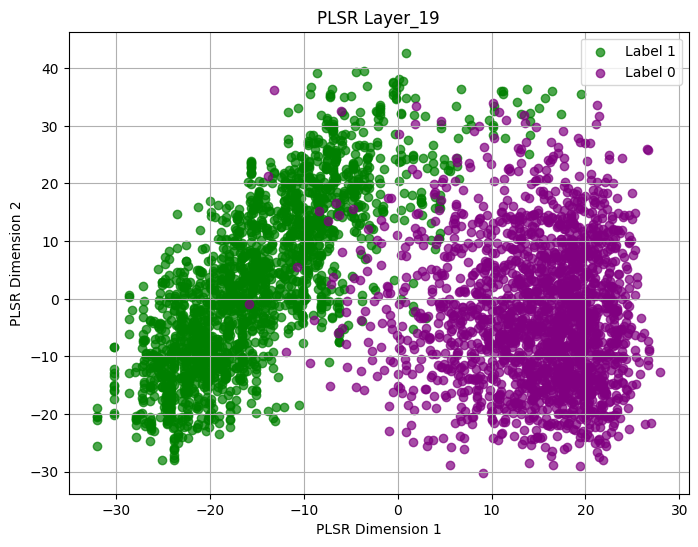 PLSR Layer_19
Label 1
Label 0
40
30
20
10
0
−10
−20
−30
PLSR Dimension 2
−30 −20 −10 0 10 20 30
PLSR Dimension 1